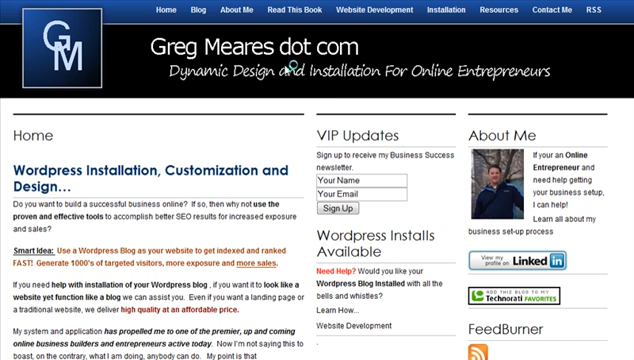 Home Blog About Me Read This Book Website Development Installation Resources Contact Me RSS
GM
Greg Meares dot com
Dynamic Design and Installation For Online Entrepreneurs
Home
Wordpress Installation, Customization and
Design...
Do you want to build a successful business online? If so, then why not use the
proven and effective tools to accomplish better SEO results for increased exposure
and sales?
Smart Idea: Use a Wordpress Blog as your website to get indexed and ranked
FAST! Generate 1000's of targeted visitors, more exposure and more sales.
If you need help with installation of your Wordpress blog , if you want it to look like a
website yet function like a blog we can assist you. Even if you want a landing page or
a traditional website, we deliver high quality at an affordable price.
My system and application has propelled me to one of the premier, up and coming
online business builders and entrepreneurs active today. Now I'm not saying this to
boast, on the contrary, what I am doing, anybody can do. My point is that
VIP Updates
Sign up to receive my Business Success
newsletter.
Your Name
Your Email
Sign Up
Wordpress Installs
Available
Need Help? Would you like your
Wordpress Blog Installed with all the
bells and whistles?
Learn How...
Website Development
.
About Me
If your an Online
Entrepreneur and
need help getting
your business setup,
I can help!
Learn all about my
business set-up process
View my
profile on LinkedIn
ADD THIS BLOG TO MY
Technorati FAVORITES
FeedBurner